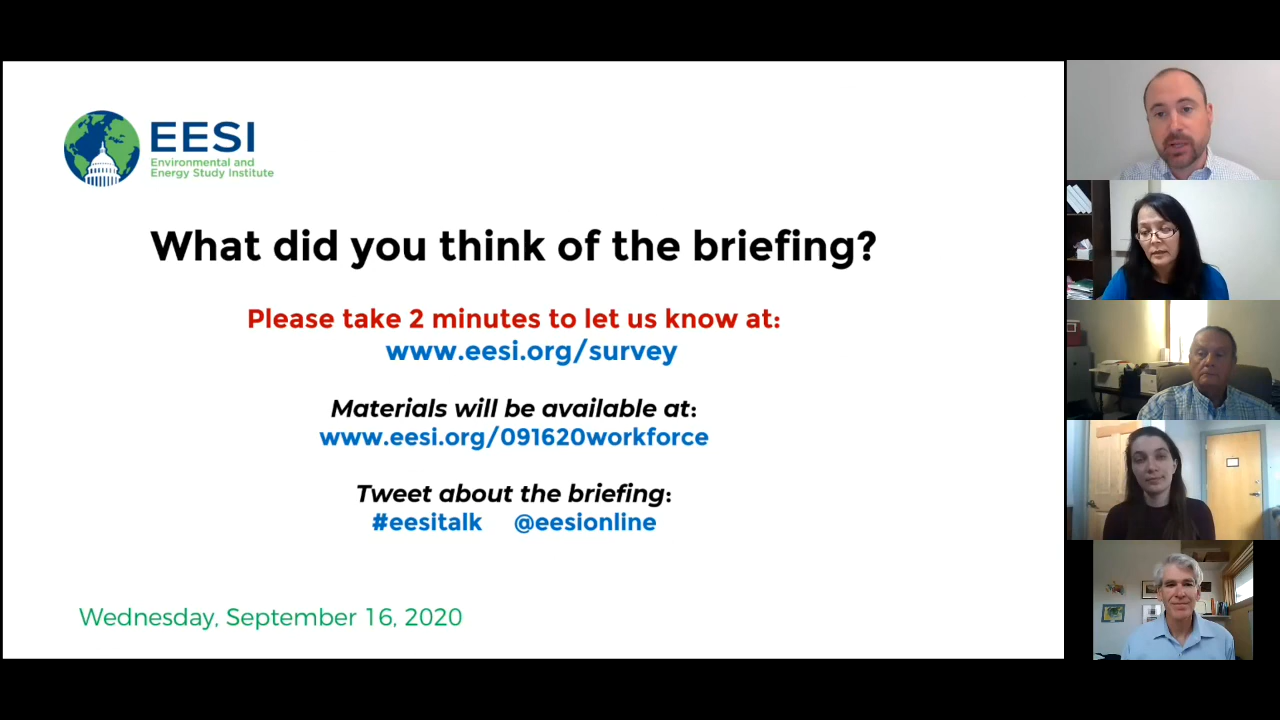 EESI
Environmental and
Energy Study Institute
What did you think of the briefing?
Please take 2 minutes to let us know at:
www.eesi.org/survey
Materials will be available at:
www.eesi.org/091620workforce
Tweet about the briefing:
#eesitalk @eesionline
Wednesday, September 16, 2020